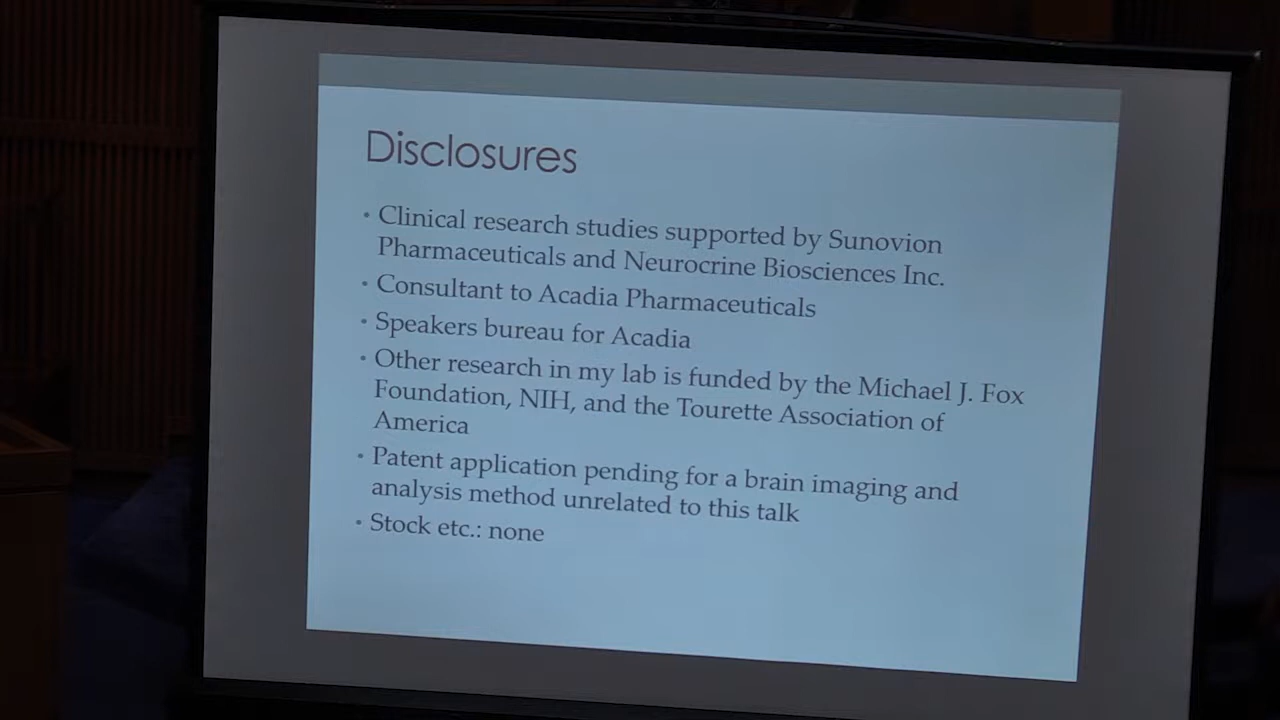 Disclosures
• Clinical research studies supported by Sunovion
Pharmaceuticals and Neurocrine Biosciences Inc.
• Consultant to Acadia Pharmaceuticals
• Speakers bureau for Acadia
• Other research in my lab is funded by the Michael J. Fox
Foundation, NIH, and the Tourette Association of
America
• Patent application pending for a brain imaging and
analysis method unrelated to this talk
• Stock etc.: none